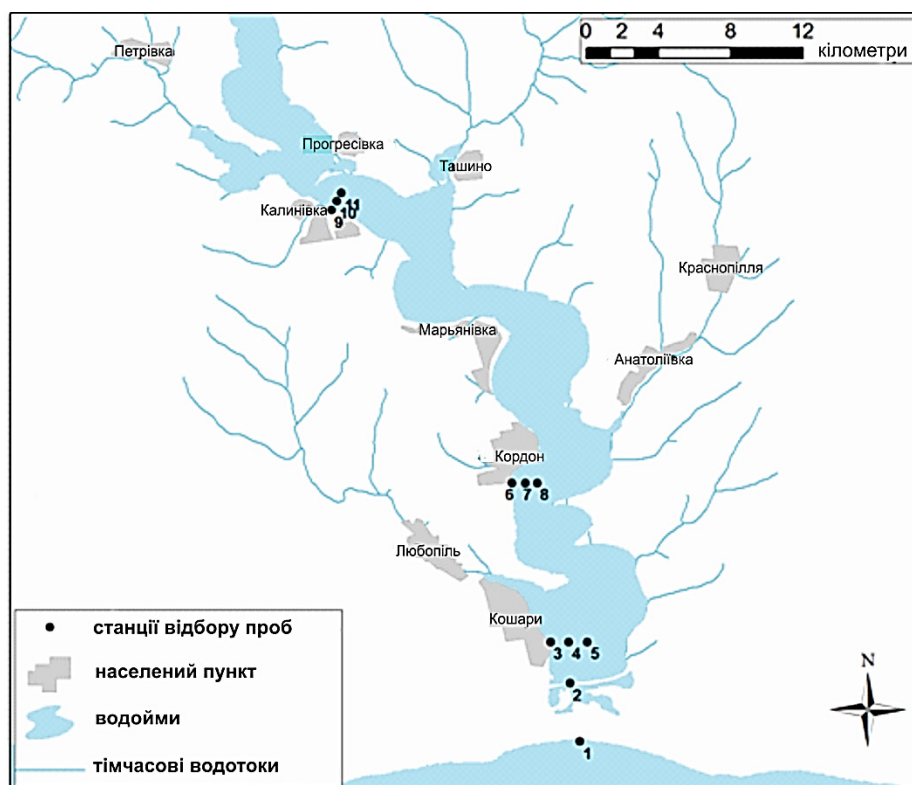 0 2 4 8 12
кілометри
Петрівка
Прогресівка
Ташино
Калинівка
11
10
9
Краснопілля
Марьянівка
Анатоліївка
Кордон
6 7 8
Любопіль
Кошари
3 4 5
2
1
N
станції відбору проб
населений пункт
водойми
тімчасові водотоки